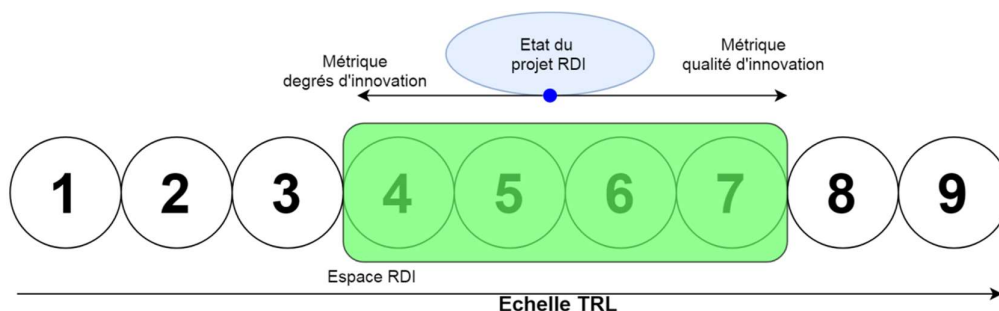 Etat du
projet RDI
Métrique
degrés d'innovation
Métrique
qualité d'innovation
1 2 3 4 5 6 7 8 9
Espace RDI
Echelle TRL